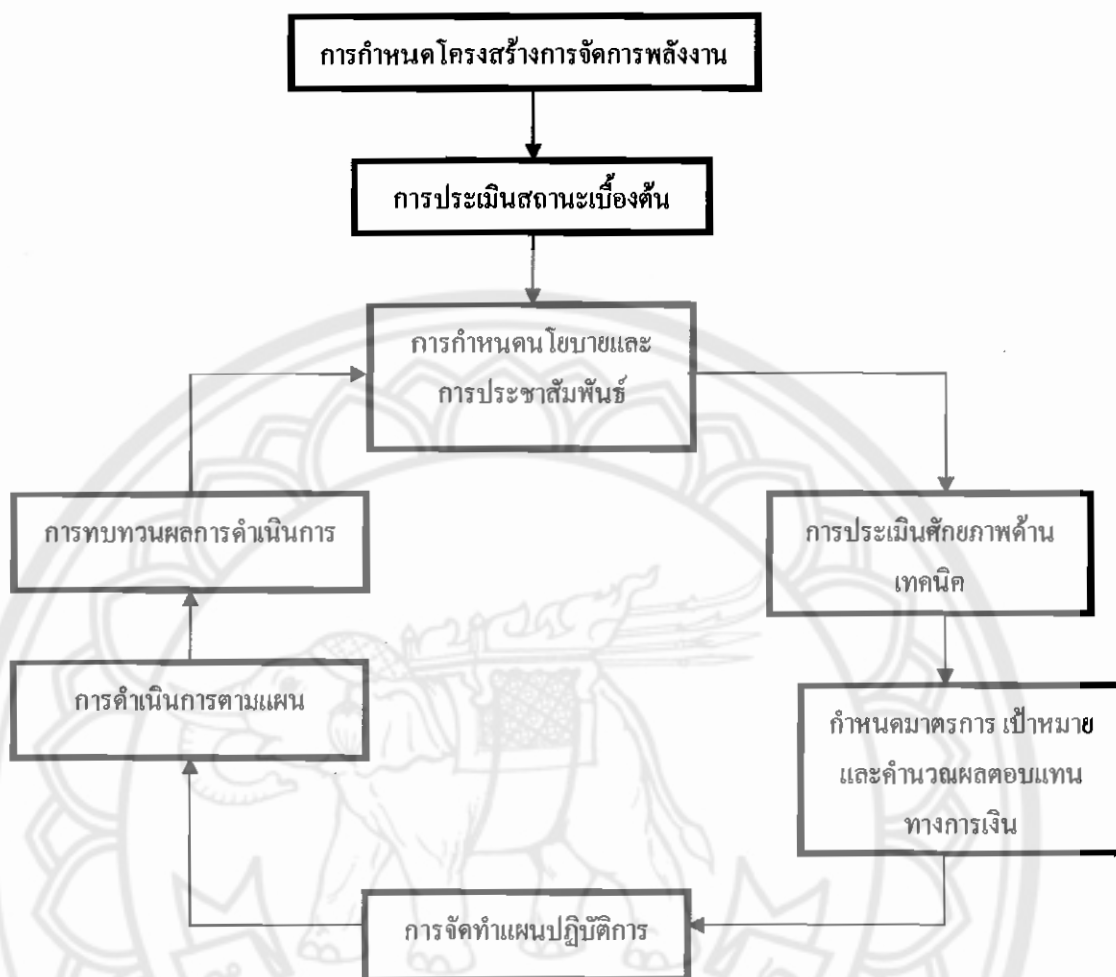 การกำหนดโครงสร้างการจัดการพลังงาน
การประเมินสถานะเบื้องต้น
การกำหนดนโยบายและ
การประชาสัมพันธ์
การประเมินศักยภาพด้าน
เทคนิค
กำหนดมาตรการ เป้าหมาย
และคำนวณผลตอบแทน
ทางการเงิน
การจัดทำแผนปฏิบัติการ
การดำเนินการตามแผน
การทบทวนผลการดำเนินการ